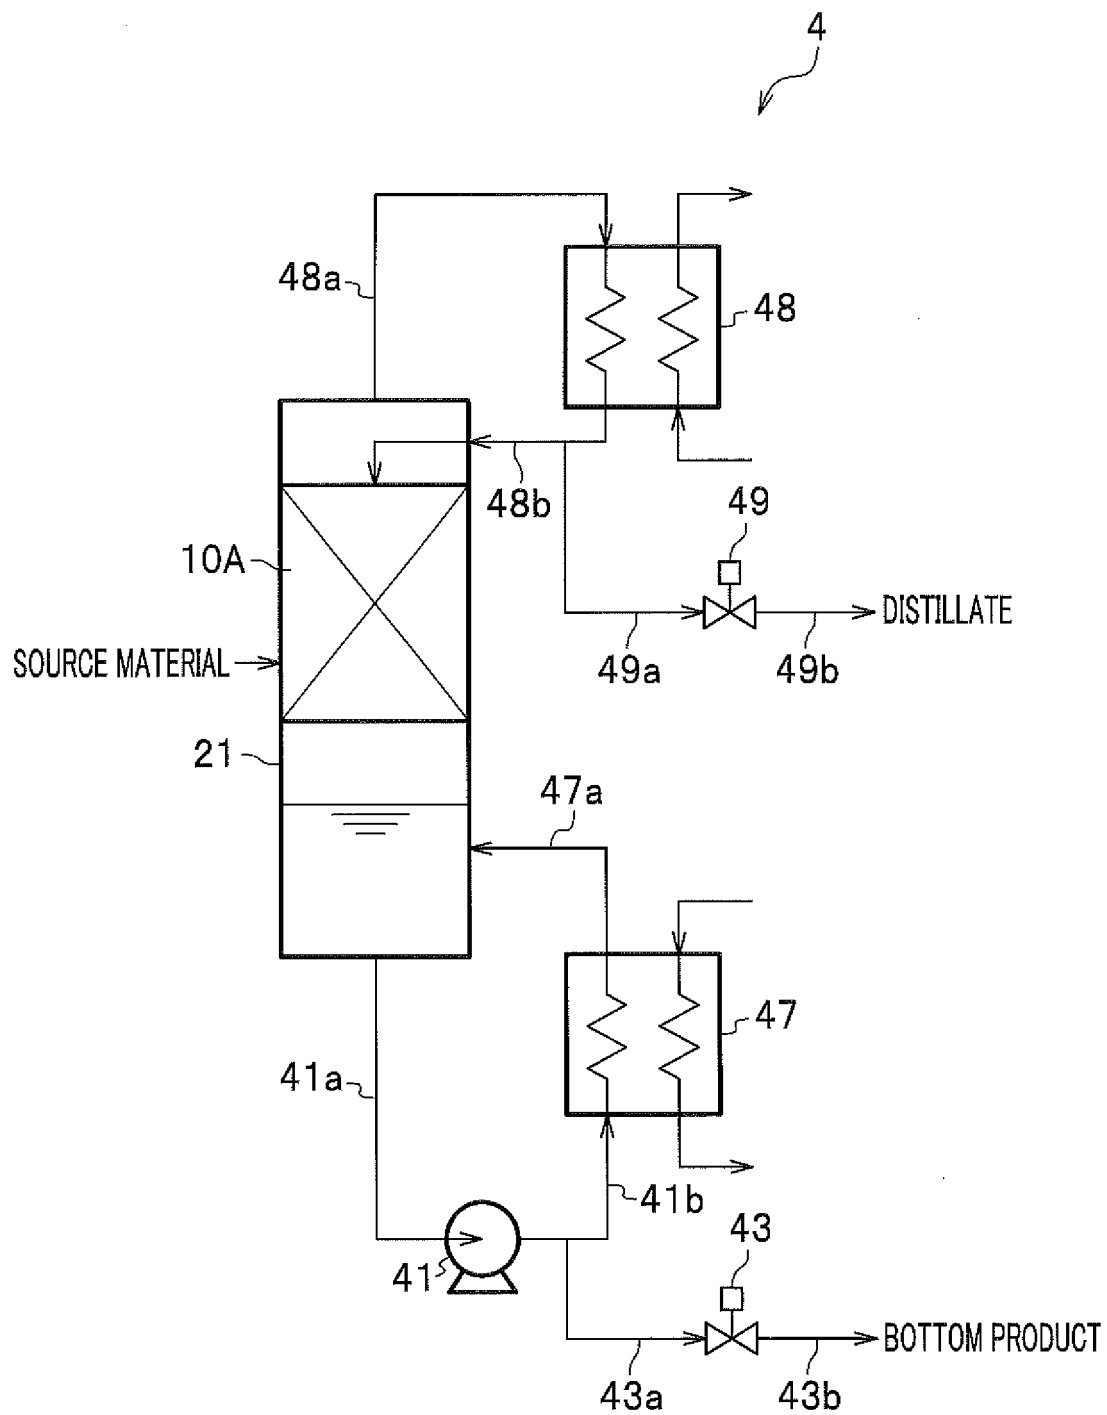 4
48a
48
48b
49
10A
DISTILLATE
49a
49b
SOURCE MATERIAL
21
47a
47
41a
41b
43
41
BOTTOM PRODUCT
43a
43b